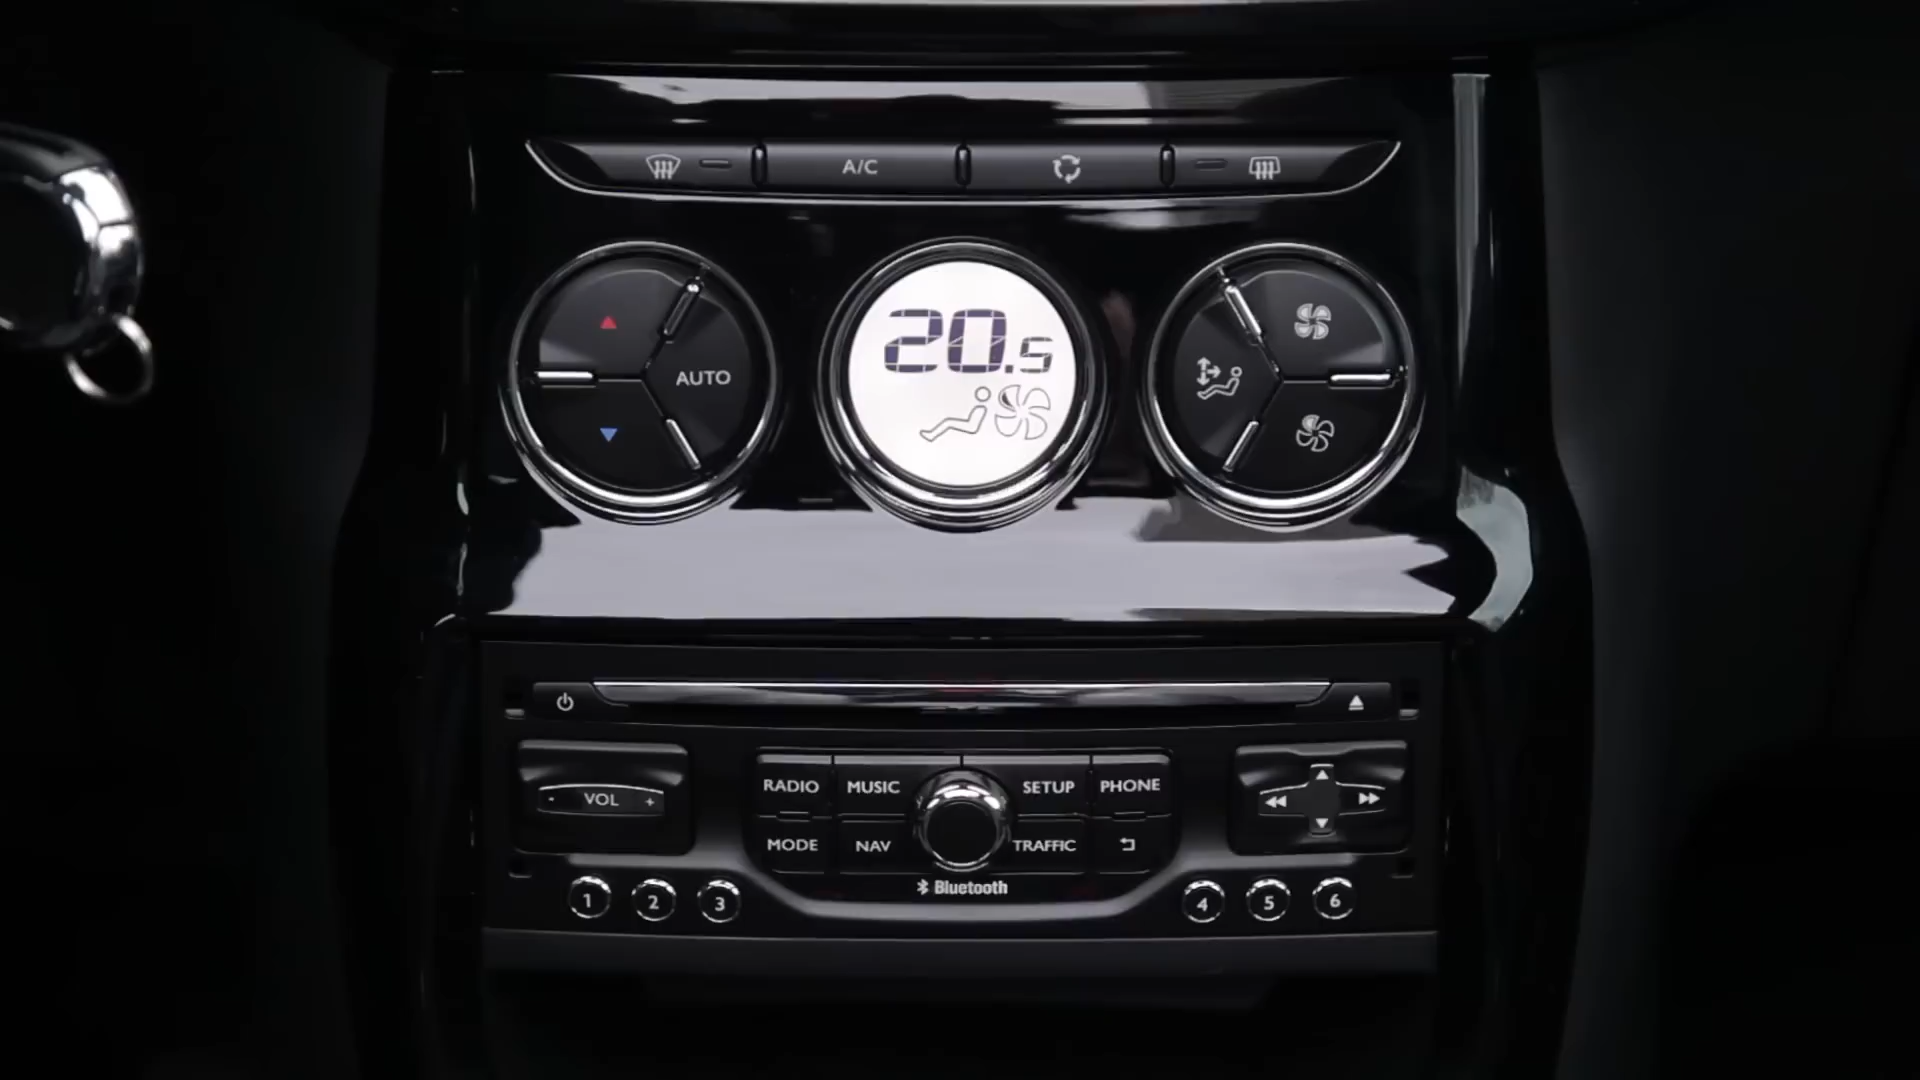 A/C
AUTO
20.5
- VOL +
RADIO MUSIC SETUP PHONE
MODE NAV TRAFFIC
Bluetooth
1 2 3 4 5 6